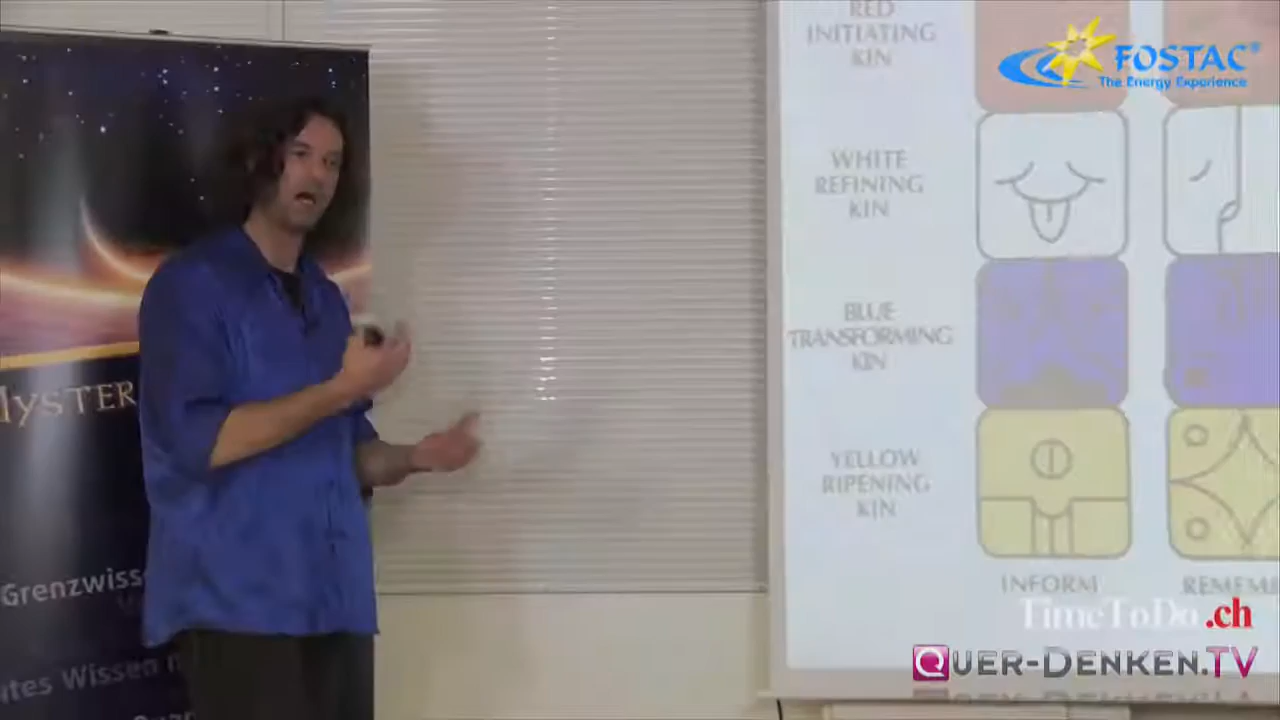 RED
INITIATING
KIN
FOSTAC®
The Energy Experience
WHITE
REFINING
KIN
BLUE
TRANSFORMING
KIN
YELLOW
RIPENING
KIN
INFORM
TimeToDo.ch
QUER-DENKEN.TV